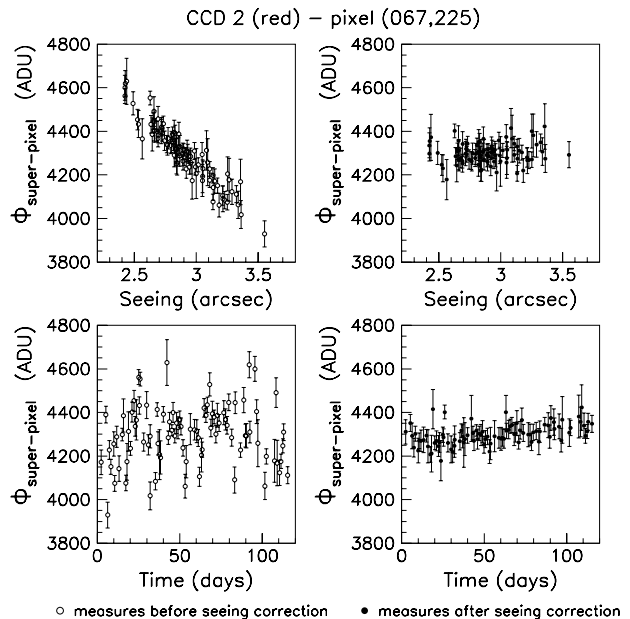 CCD 2 (red) – pixel (067,225)
ϕsuper-pixel (ADU)
4800
4600
4400
4200
4000
3800
2.5 3 3.5
Seeing (arcsec)
ϕsuper-pixel (ADU)
4800
4600
4400
4200
4000
3800
2.5 3 3.5
Seeing (arcsec)
ϕsuper-pixel (ADU)
4800
4600
4400
4200
4000
3800
0 50 100
Time (days)
ϕsuper-pixel (ADU)
4800
4600
4400
4200
4000
3800
0 50 100
Time (days)
measures before seeing correction
measures after seeing correction